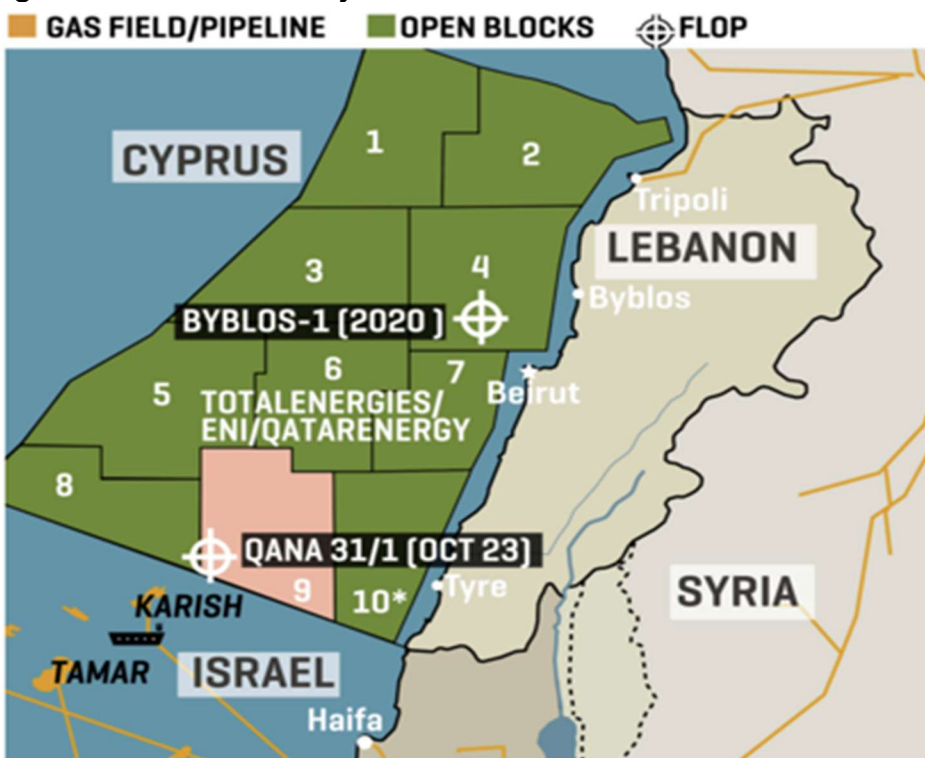 GAS FIELD/PIPELINE OPEN BLOCKS FLOP
1
2
CYPRUS
Tripoli
LEBANON
3
4
Byblos
BYBLOS-1 (2020 )
6
7
5
Beirut
TOTALENERGIES/
ENI/QATARENERGY
8
QANA 31/1 (OCT 23)
9
10*
Tyre
SYRIA
KARISH
TAMAR
ISRAEL
Haifa